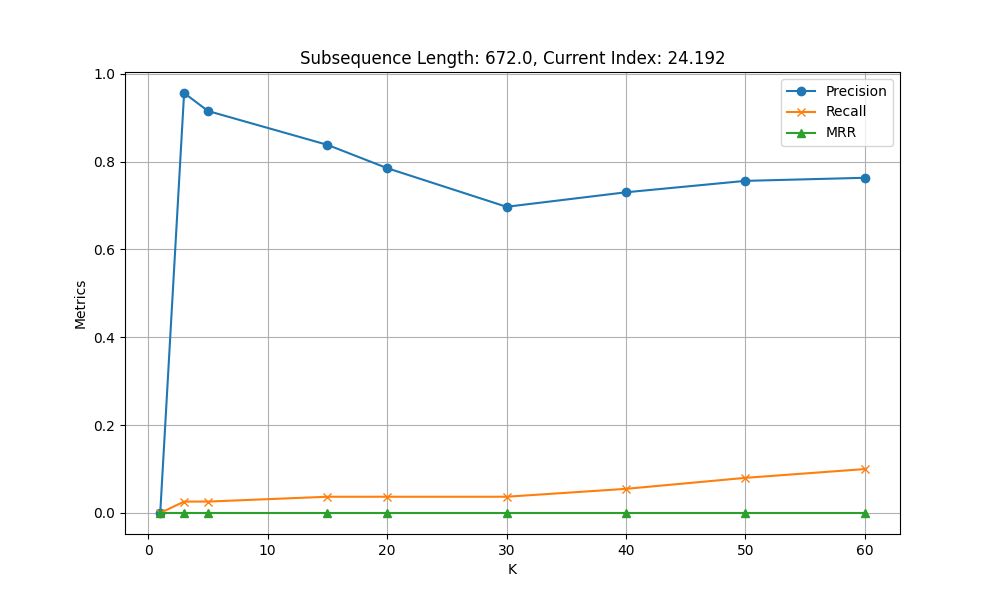 Subsequence Length: 672.0, Current Index: 24.192
Precision
Recall
MRR
Metrics
1.0
0.8
0.6
0.4
0.2
0.0
0 10 20 30 40 50 60
K